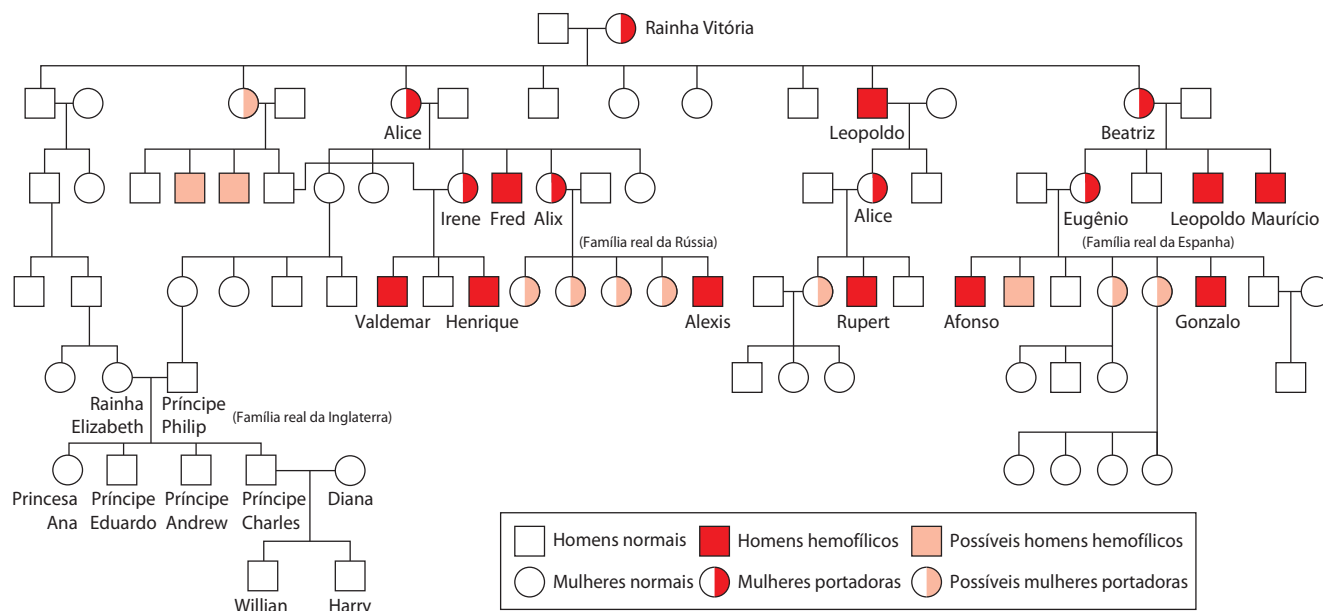 Rainha Vitória
Alice
Leopoldo
Beatriz
Irene
Fred
Alix
Alice
Eugênio
Leopoldo
Maurício
(Família real da Rússia)
(Família real da Espanha)
Valdemar
Henrique
Alexis
Rupert
Afonso
Gonzalo
Rainha
Elizabeth
Príncipe
Philip
(Família real da Inglaterra)
Princesa
Ana
Príncipe
Eduardo
Príncipe
Andrew
Príncipe
Charles
Diana
Willian
Harry
Homens normais
Homens hemofílicos
Possíveis homens hemofílicos
Mulheres normais
Mulheres portadoras
Possíveis mulheres portadoras